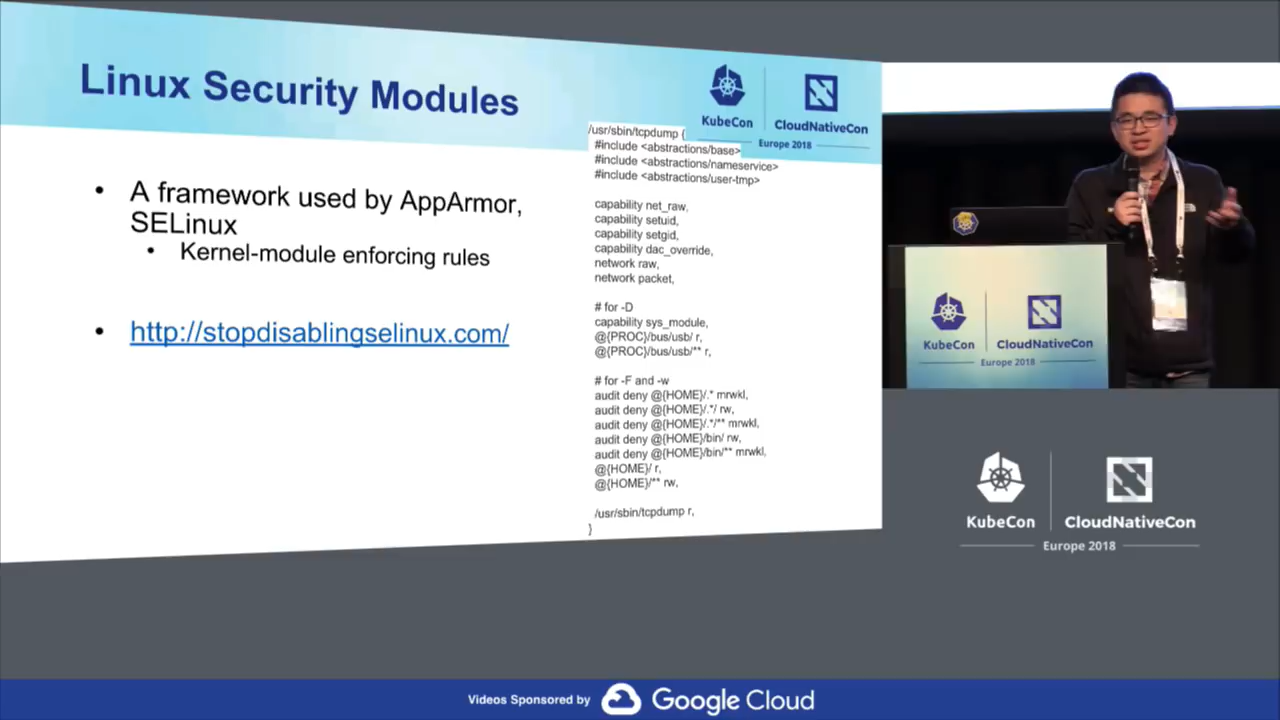 Linux Security Modules
KubeCon
CloudNativeCon
Europe 2018
A framework used by AppArmor,
SELinux
Kernel-module enforcing rules
http://stopdisablingselinux.com/
/usr/sbin/tcpdump {
#include <abstractions/base>
#include <abstractions/nameservice>
#include <abstractions/user-tmp>
capability net_raw,
capability setuid,
capability setgid,
capability dac_override,
network raw,
network packet,
# for -D
capability sys_module,
@{PROC}/bus/usb/ r,
@{PROC}/bus/usb/** r,
# for -F and -w
audit deny @{HOME}/.* mrwkl,
audit deny @{HOME}/.*/ rw,
audit deny @{HOME}/.*/** mrwkl,
audit deny @{HOME}/bin/ rw,
audit deny @{HOME}/bin/** mrwkl,
@{HOME}/ r,
@{HOME}/** rw,
/usr/sbin/tcpdump r,
}
KubeCon
CloudNativeCon
Europe 2018
KubeCon
CloudNativeCon
Europe 2018
Videos Sponsored by Google Cloud